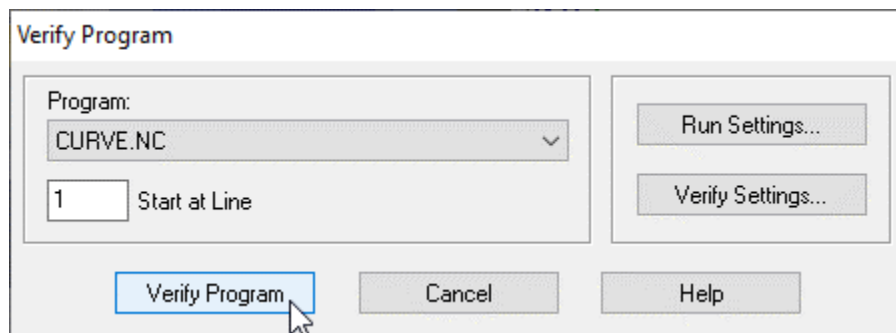 Verify Program
Program:
CURVE.NC
1 Start at Line
Run Settings...
Verify Settings...
Verify Program Cancel Help